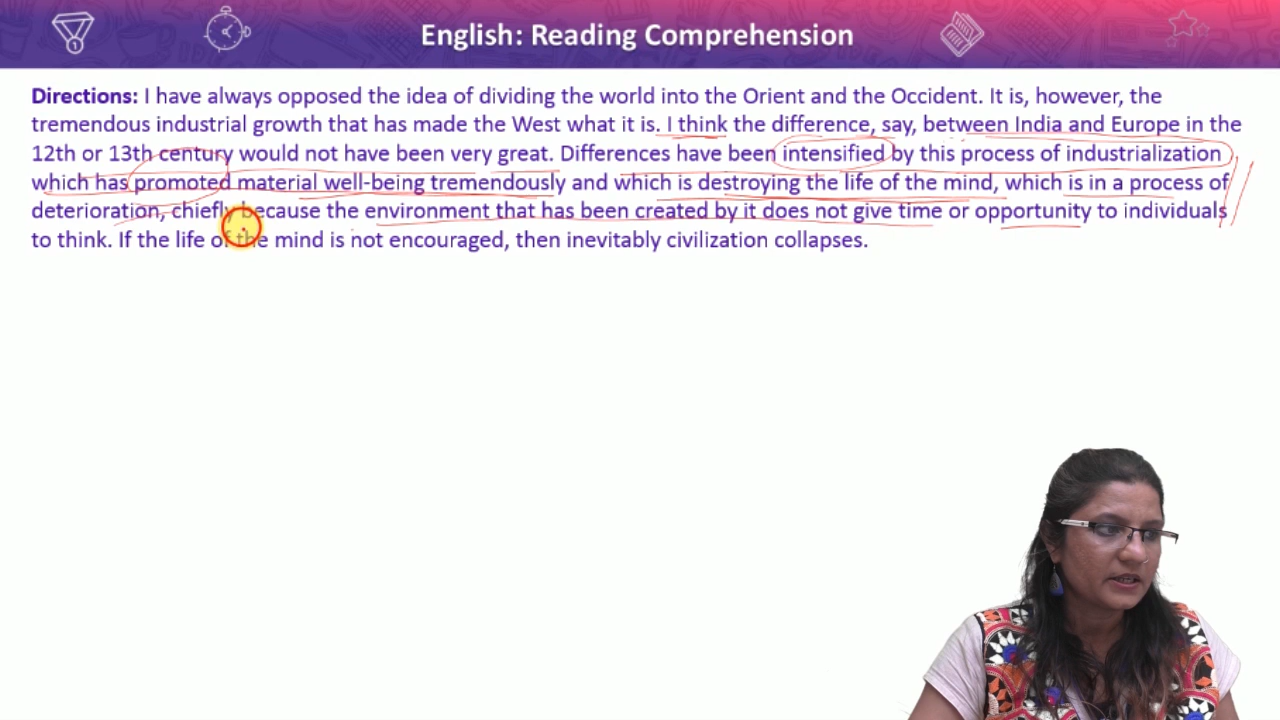 English: Reading Comprehension
1
Directions: I have always opposed the idea of dividing the world into the Orient and the Occident. It is, however, the
tremendous industrial growth that has made the West what it is. I think the difference, say, between India and Europe in the
12th or 13th century would not have been very great. Differences have been intensified by this process of industrialization
which has promoted material well-being tremendously and which is destroying the life of the mind, which is in a process of
deterioration, chiefly because the environment that has been created by it does not give time or opportunity to individuals
to think. If the life of the mind is not encouraged, then inevitably civilization collapses.